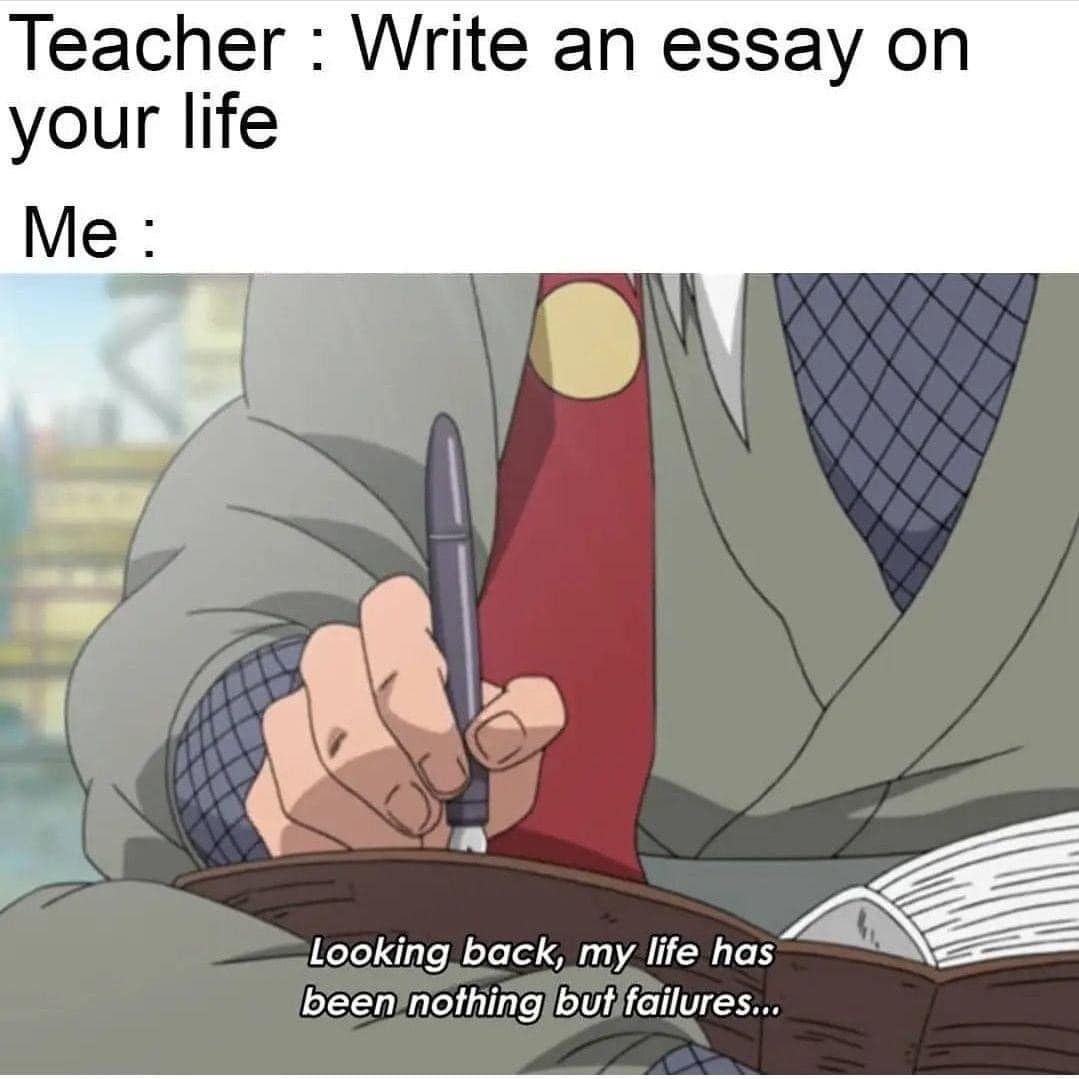 Teacher : Write an essay on
your life
Me :
Looking back, my life has
been nothing but failures...